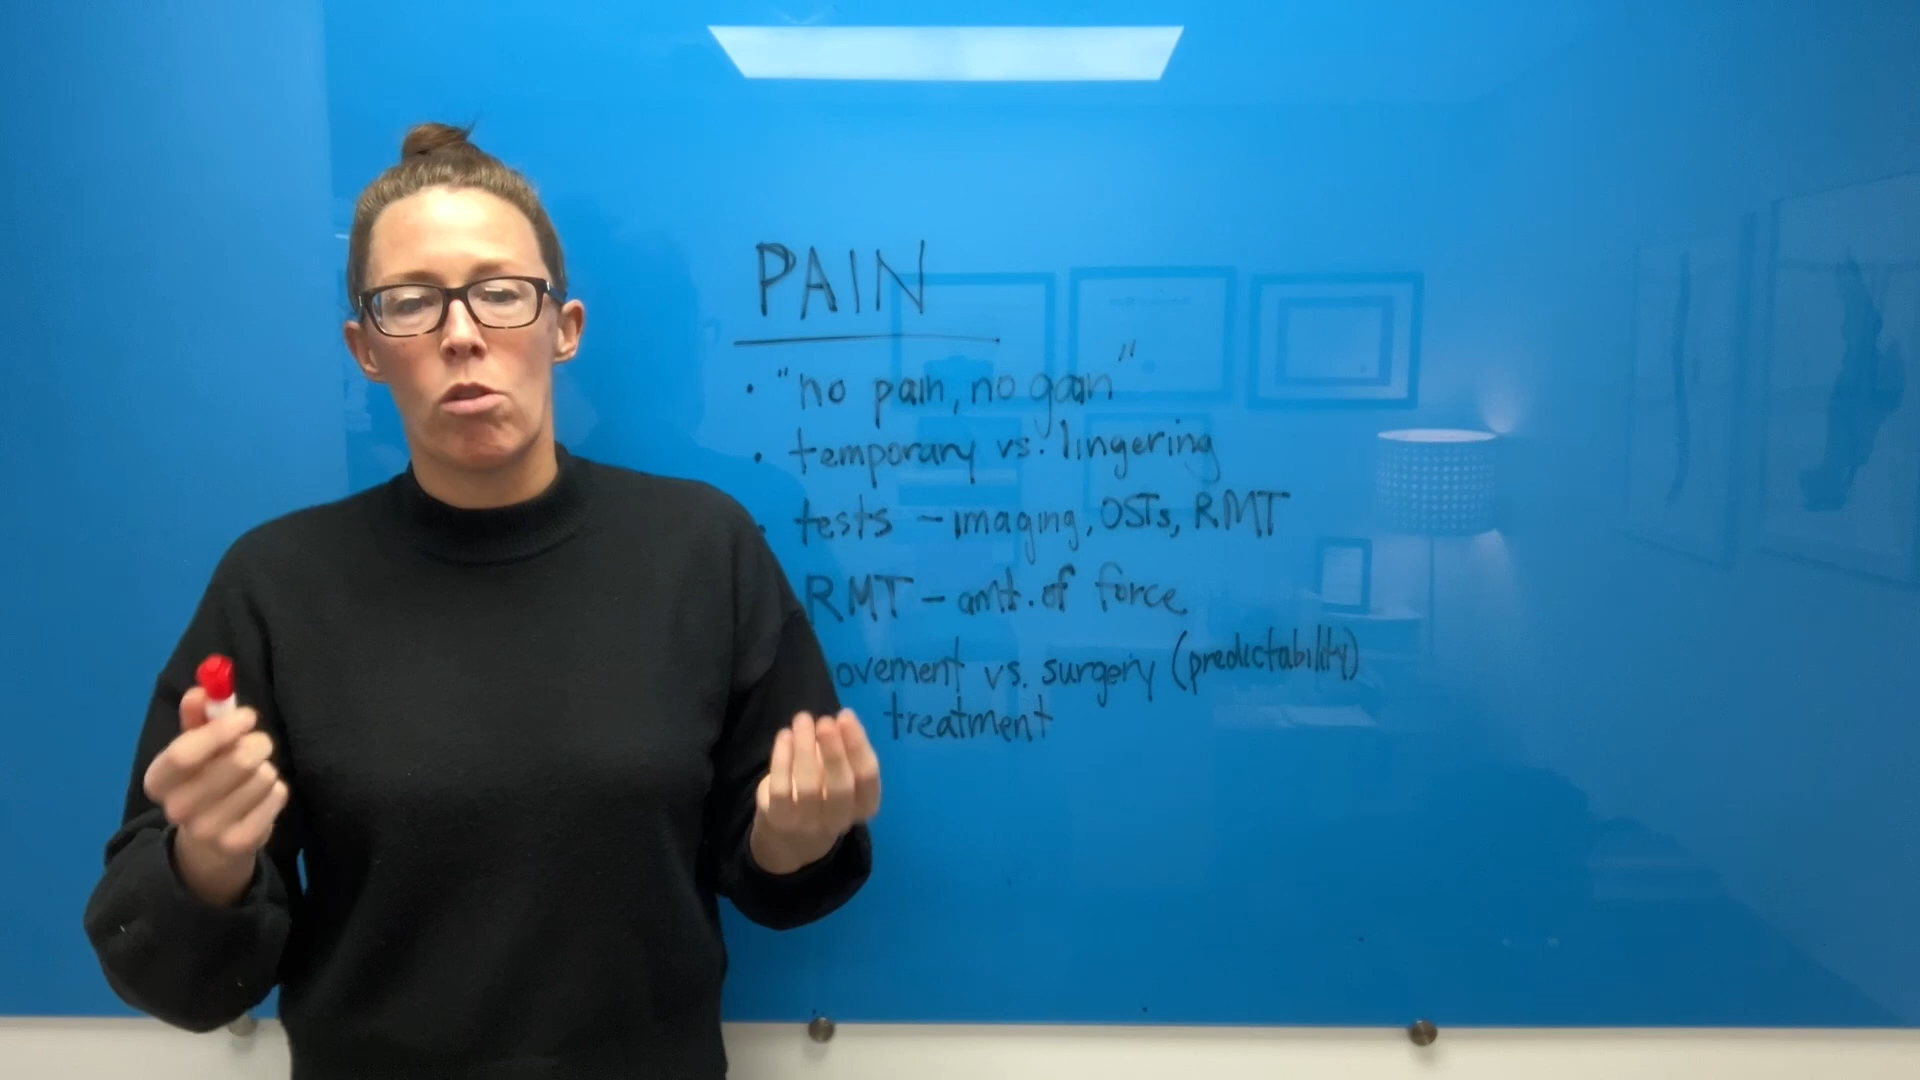 PAIN
• "no pain, no gain"
• temporary vs. lingering
• tests - imaging, OSTs, RMT
RMT - amt. of force
ovement vs. surgery (predictability)
treatment